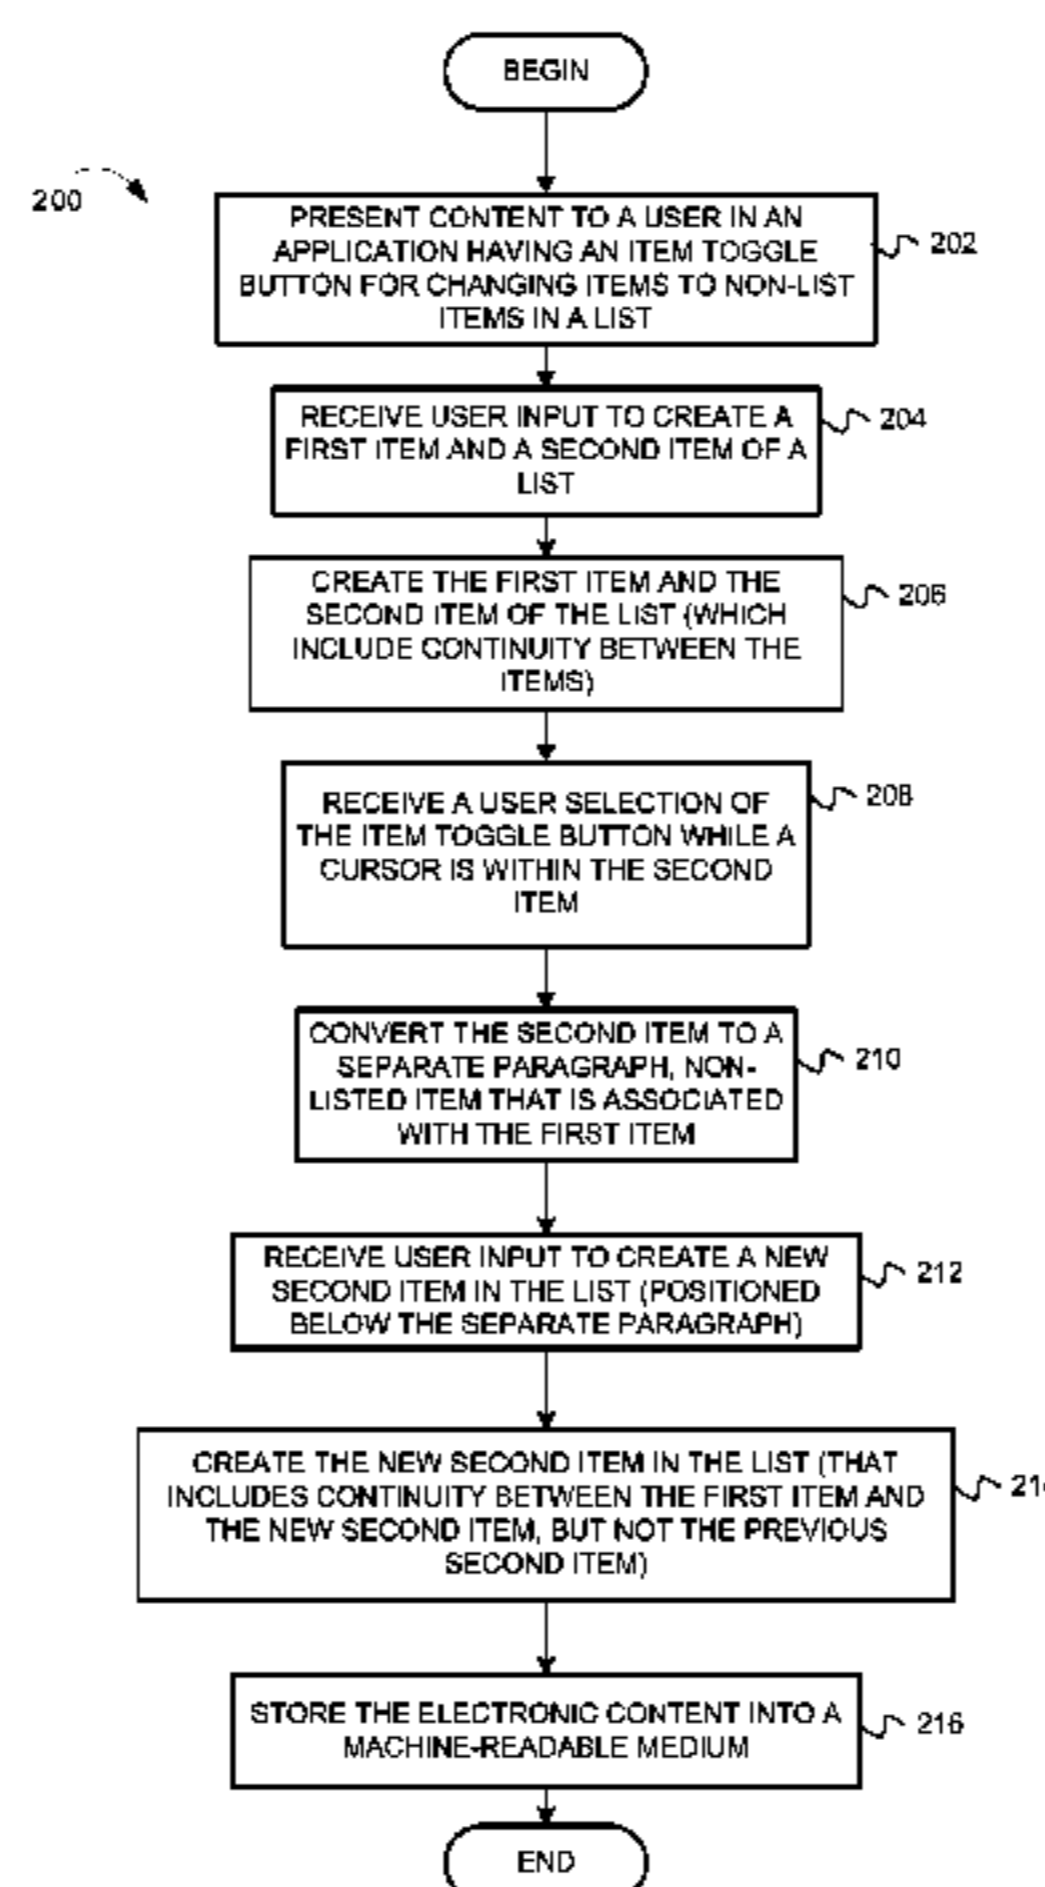 BEGIN
200
PRESENT CONTENT TO A USER IN AN
APPLICATION HAVING AN ITEM TOGGLE
BUTTON FOR CHANGING ITEMS TO NON-LIST
ITEMS IN A LIST
202
RECEIVE USER INPUT TO CREATE A
FIRST ITEM AND A SECOND ITEM OF A
LIST
204
CREATE THE FIRST ITEM AND THE
SECOND ITEM OF THE LIST (WHICH
INCLUDE CONTINUITY BETWEEN THE
ITEMS)
206
RECEIVE A USER SELECTION OF
THE ITEM TOGGLE BUTTON WHILE A
CURSOR IS WITHIN THE SECOND
ITEM
208
CONVERT THE SECOND ITEM TO A
SEPARATE PARAGRAPH, NON-
LISTED ITEM THAT IS ASSOCIATED
WITH THE FIRST ITEM
210
RECEIVE USER INPUT TO CREATE A NEW
SECOND ITEM IN THE LIST (POSITIONED
BELOW THE SEPARATE PARAGRAPH)
212
CREATE THE NEW SECOND ITEM IN THE LIST (THAT
INCLUDES CONTINUITY BETWEEN THE FIRST ITEM AND
THE NEW SECOND ITEM, BUT NOT THE PREVIOUS
SECOND ITEM)
STORE THE ELECTRONIC CONTENT INTO A
MACHINE-READABLE MEDIUM
216
END